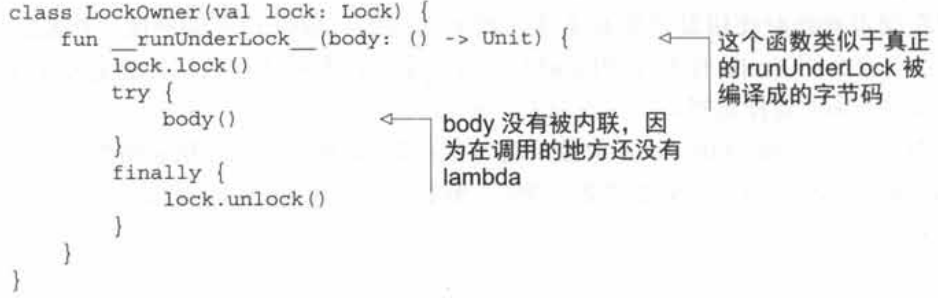 class LockOwner(val lock: Lock) {
    fun __runUnderLock__(body: () -> Unit) {
        lock.lock()
        try {
            body()
        }
        finally {
            lock.unlock()
        }
    }
}
这个函数类似于真正
的 runUnderLock 被
编译成的字节码
body 没有被内联，因
为在调用的地方还没有
lambda